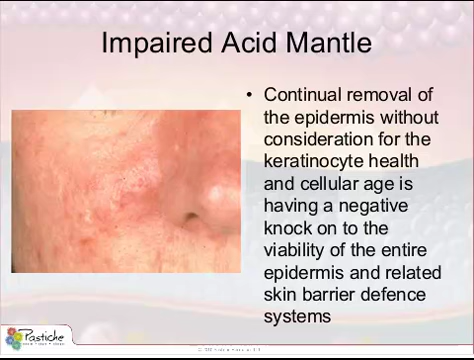 Impaired Acid Mantle
• Continual removal of
the epidermis without
consideration for the
keratinocyte health
and cellular age is
having a negative
knock on to the
viability of the entire
epidermis and related
skin barrier defence
systems
Pastiche